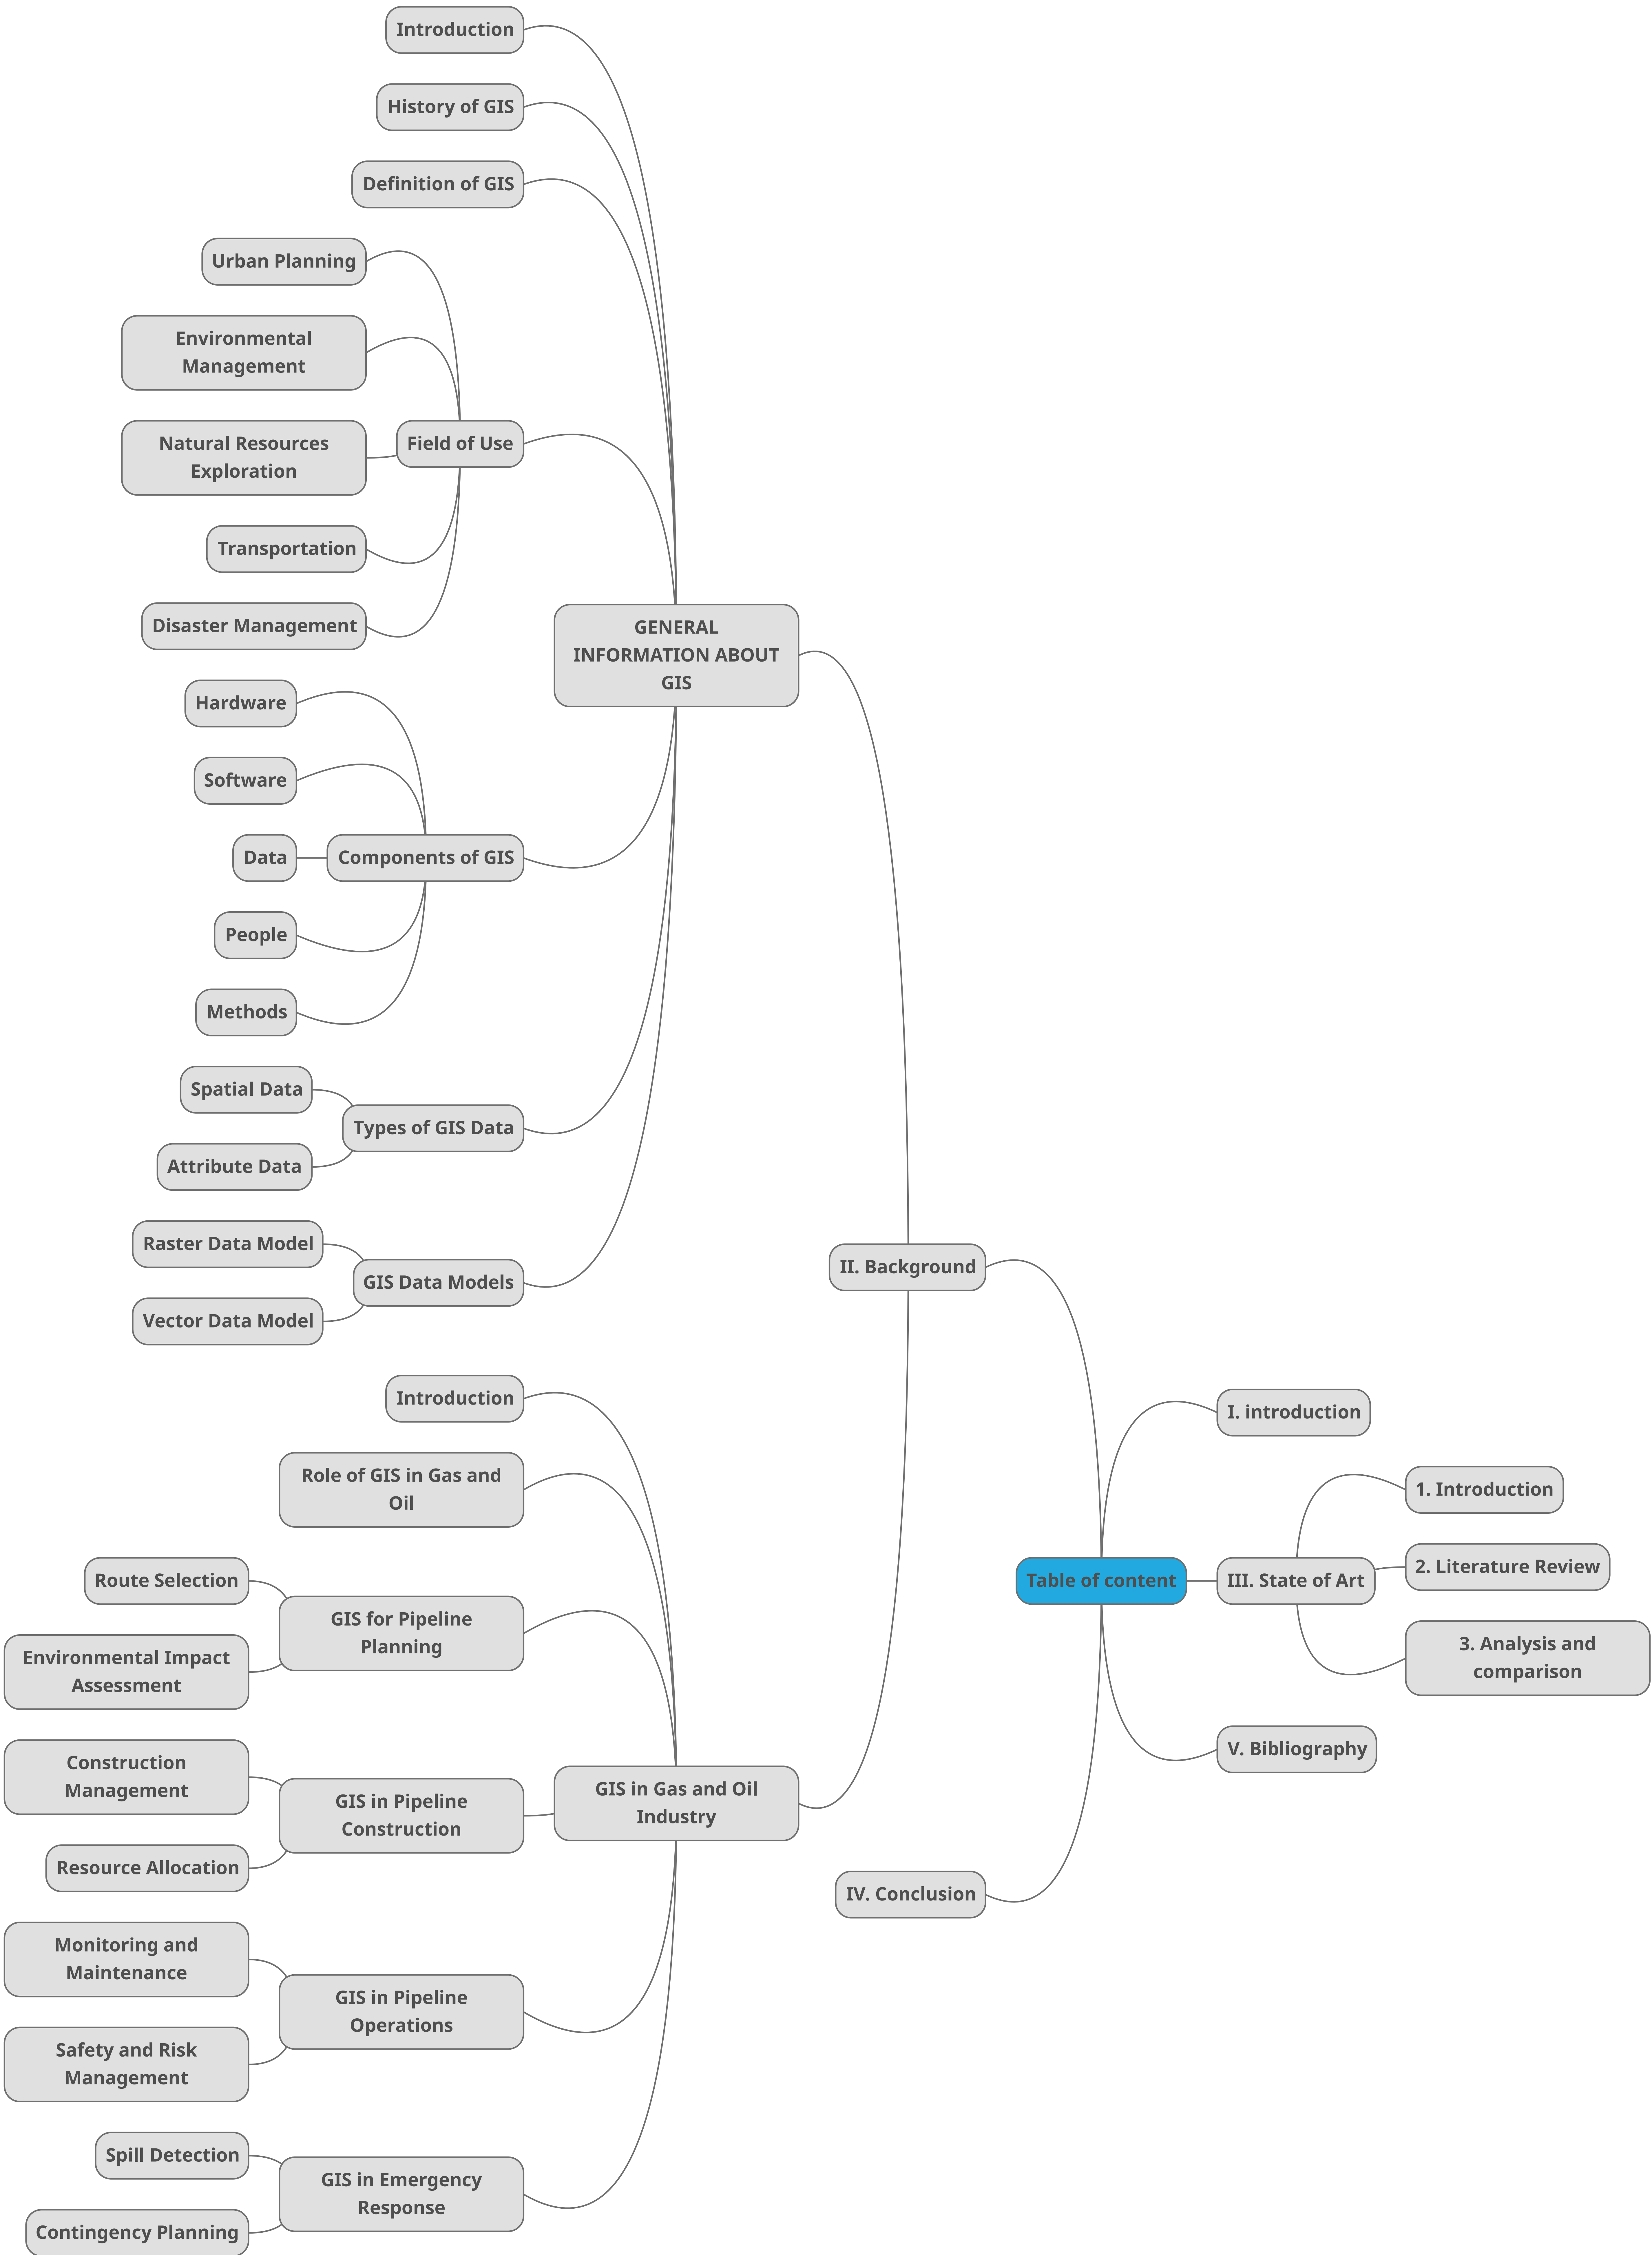 Introduction
History of GIS
Definition of GIS
Urban Planning
Environmental
Management
Natural Resources
Exploration
Field of Use
Transportation
Disaster Management
GENERAL
INFORMATION ABOUT
GIS
Hardware
Software
Data
Components of GIS
People
Methods
Spatial Data
Types of GIS Data
Attribute Data
Raster Data Model
GIS Data Models
Vector Data Model
II. Background
Introduction
Role of GIS in Gas and
Oil
Route Selection
GIS for Pipeline
Planning
Environmental Impact
Assessment
Construction
Management
GIS in Pipeline
Construction
Resource Allocation
GIS in Gas and Oil
Industry
Monitoring and
Maintenance
GIS in Pipeline
Operations
Safety and Risk
Management
Spill Detection
GIS in Emergency
Response
Contingency Planning
Table of content
I. introduction
III. State of Art
1. Introduction
2. Literature Review
3. Analysis and
comparison
V. Bibliography
IV. Conclusion